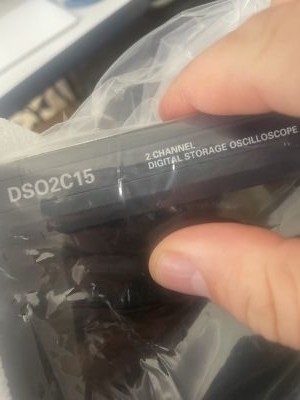 DSO2C15
2 CHANNEL
DIGITAL STORAGE OSCILLOSCOPE